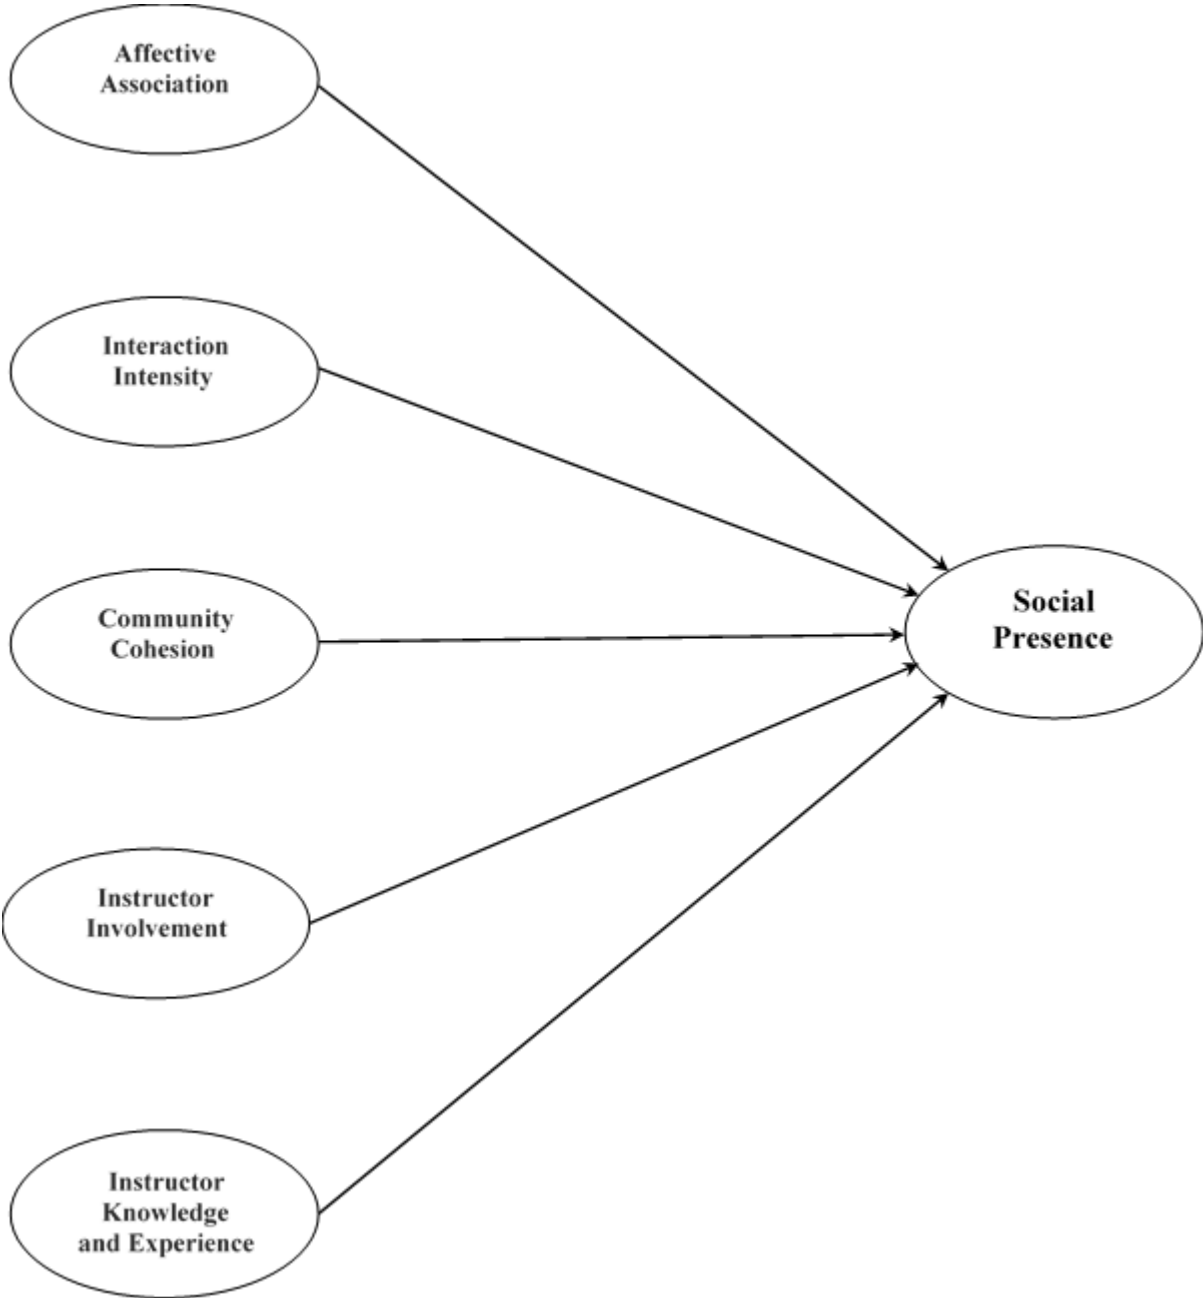 Affective
Association
Interaction
Intensity
Community
Cohesion
Social
Presence
Instructor
Involvement
Instructor
Knowledge
and Experience